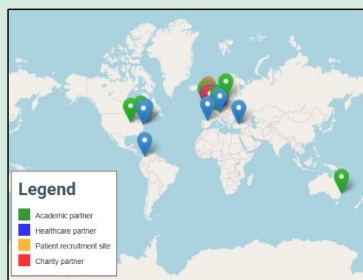 Legend
Academic partner
Healthcare partner
Patient recruitment site
Charity partner